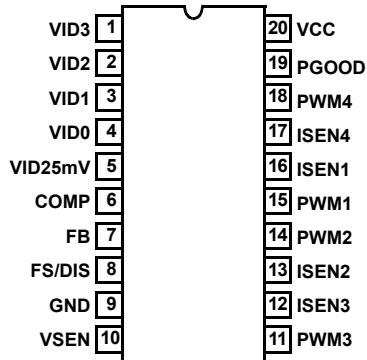 VID3 1 20 VCC
VID2 2 19 PGOOD
VID1 3 18 PWM4
VID0 4 17 ISEN4
VID25mV 5 16 ISEN1
COMP 6 15 PWM1
FB 7 14 PWM2
FS/DIS 8 13 ISEN2
GND 9 12 ISEN3
VSEN 10 11 PWM3